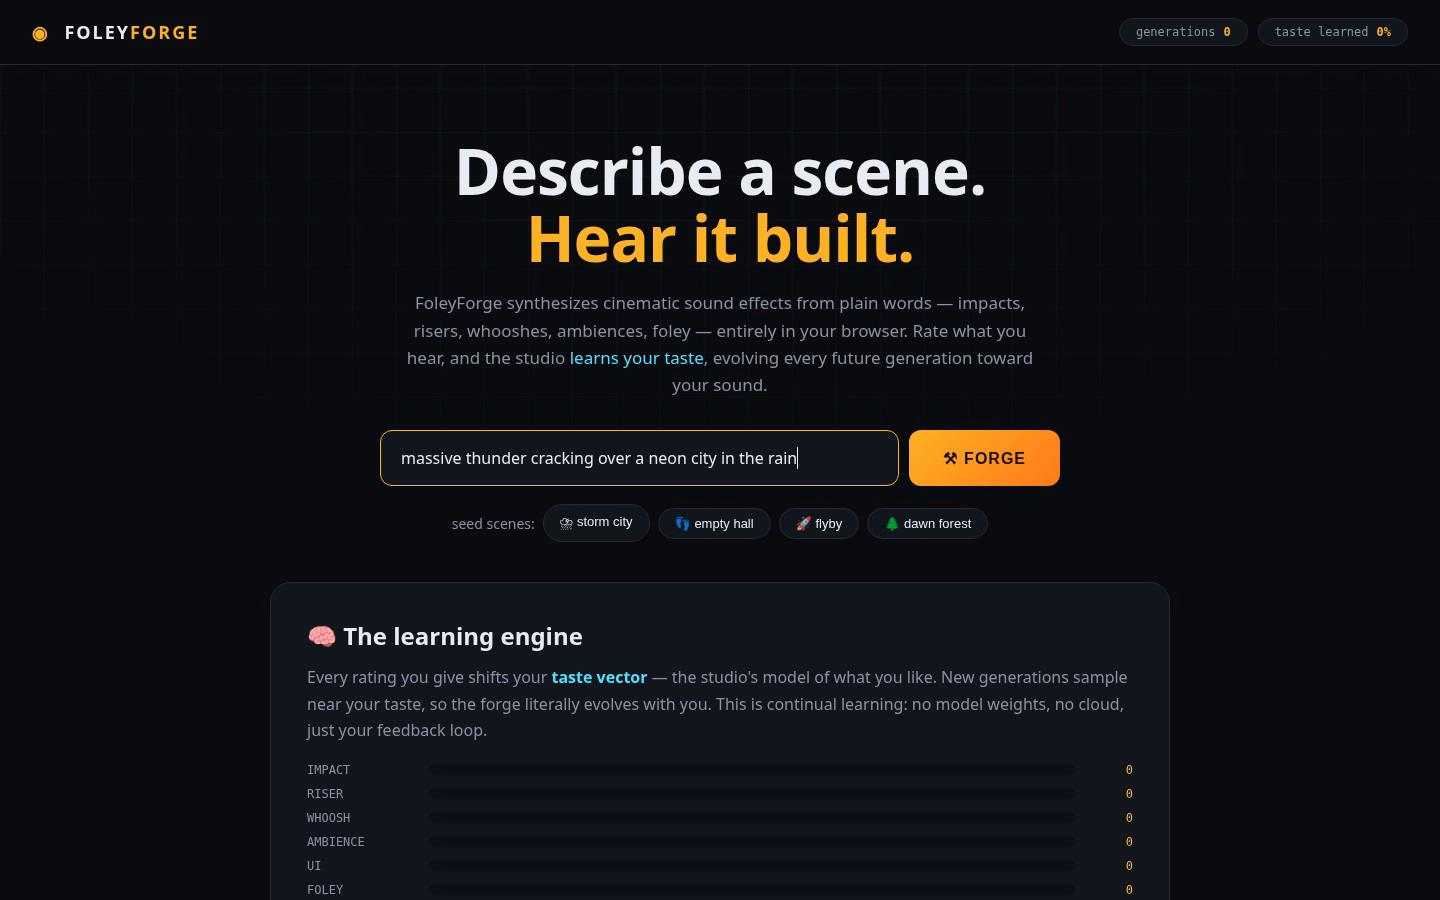 ◉ FOLEYFORGE
generations 0
taste learned 0%
Describe a scene.
Hear it built.
FoleyForge synthesizes cinematic sound effects from plain words — impacts,
risers, whooshes, ambiences, foley — entirely in your browser. Rate what you
hear, and the studio learns your taste, evolving every future generation toward
your sound.
massive thunder cracking over a neon city in the rain
⚒ FORGE
seed scenes: ⛈ storm city 👣 empty hall 🚀 flyby 🌲 dawn forest
🧠 The learning engine
Every rating you give shifts your taste vector — the studio's model of what you like. New generations sample
near your taste, so the forge literally evolves with you. This is continual learning: no model weights, no cloud,
just your feedback loop.
IMPACT 0
RISER 0
WHOOSH 0
AMBIENCE 0
UI 0
FOLEY 0